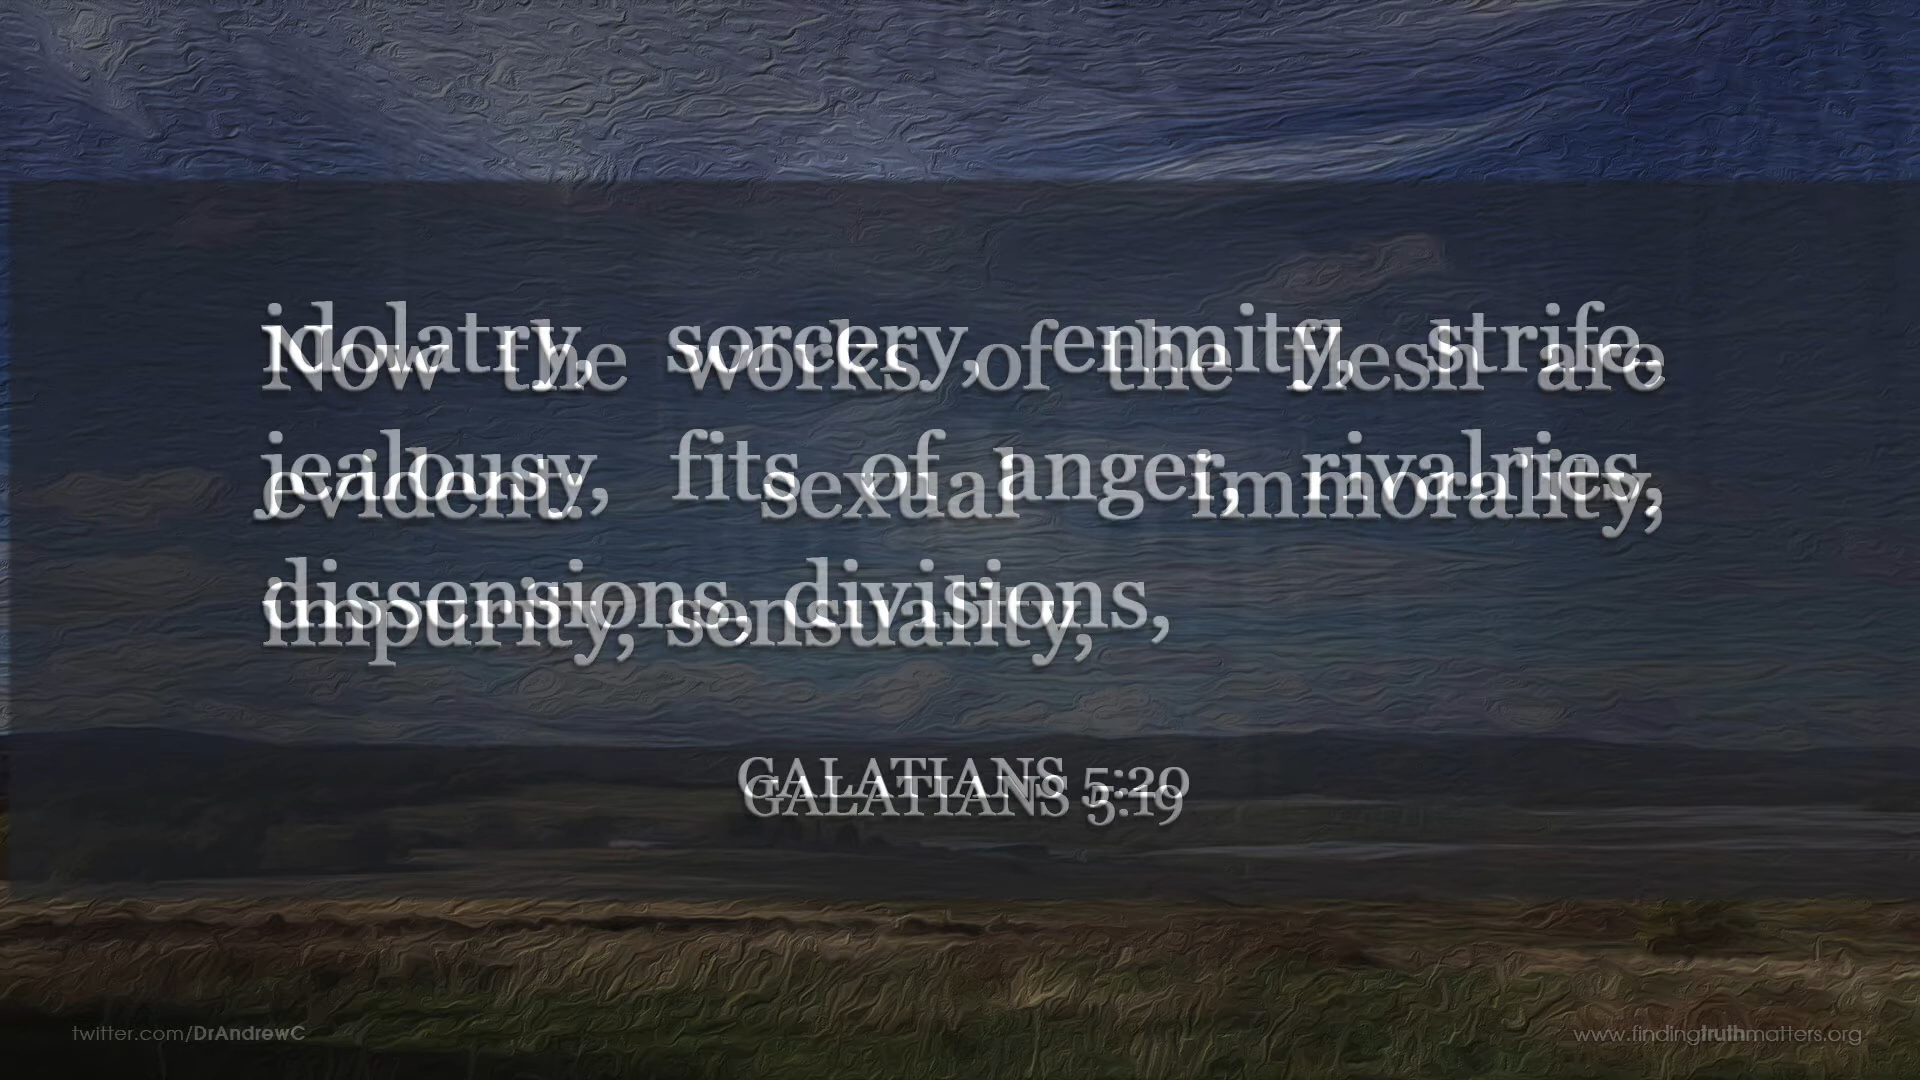 Now the works of the flesh are
evident: sexual immorality,
impurity, sensuality,
GALATIANS 5:19
idolatry, sorcery, enmity, strife,
jealousy, fits of anger, rivalries,
dissensions, divisions,
GALATIANS 5:20
twitter.com/DrAndrewC
www.findingtruthmatters.org